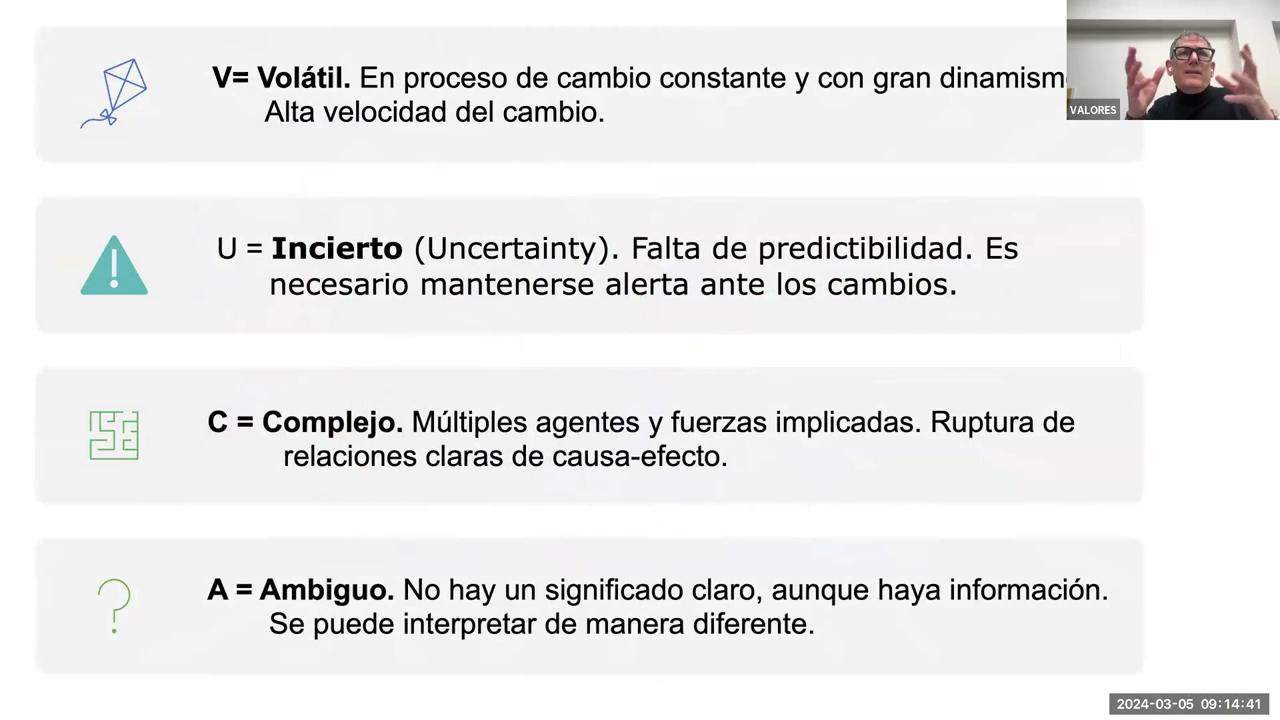 V= Volátil. En proceso de cambio constante y con gran dinamism
Alta velocidad del cambio.
VALORES
U = Incierto (Uncertainty). Falta de predictibilidad. Es
necesario mantenerse alerta ante los cambios.
C = Complejo. Múltiples agentes y fuerzas implicadas. Ruptura de
relaciones claras de causa-efecto.
A = Ambiguo. No hay un significado claro, aunque haya información.
Se puede interpretar de manera diferente.
2024-03-05 09:14:41